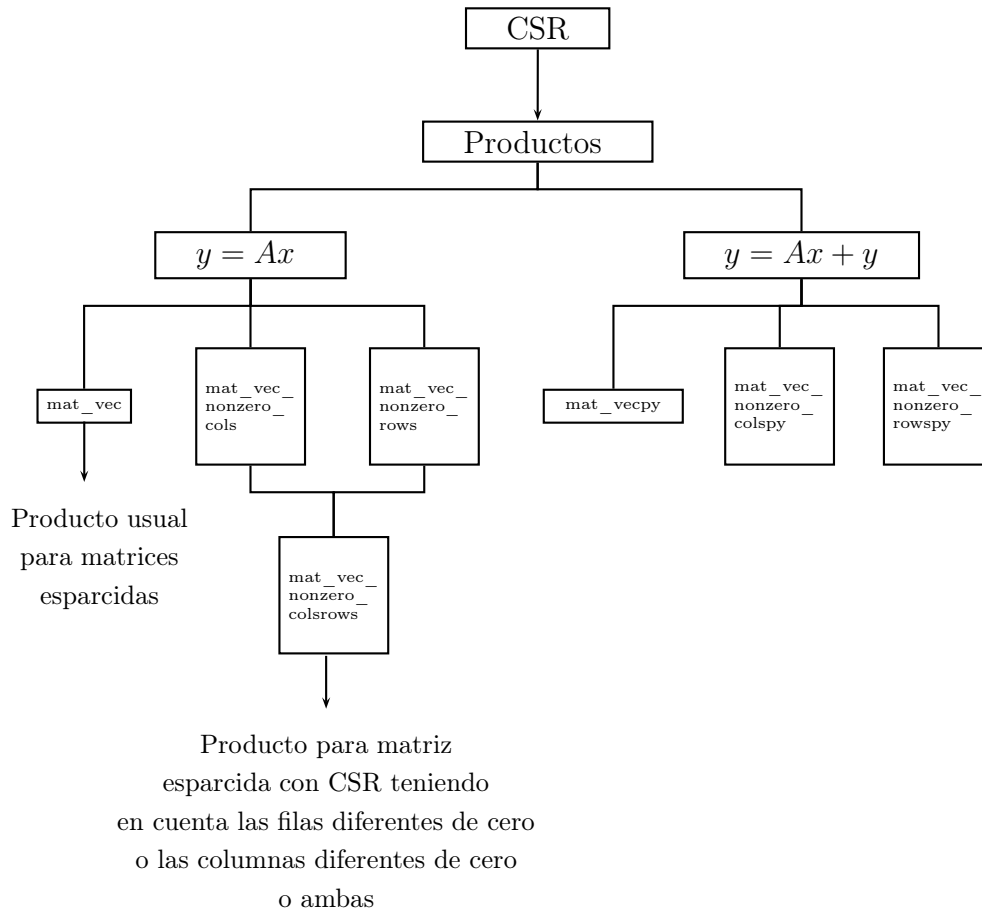 CSR
Productos
y = Ax
y = Ax + y
mat_vec
mat_vec_
nonzero_
cols
mat_vec_
nonzero_
rows
mat_vecpy
mat_vec_
nonzero_
colspy
mat_vec_
nonzero_
rowspy
Producto usual
para matrices
esparcidas
mat_vec_
nonzero_
colsrows
Producto para matriz
esparcida con CSR teniendo
en cuenta las filas diferentes de cero
o las columnas diferentes de cero
o ambas